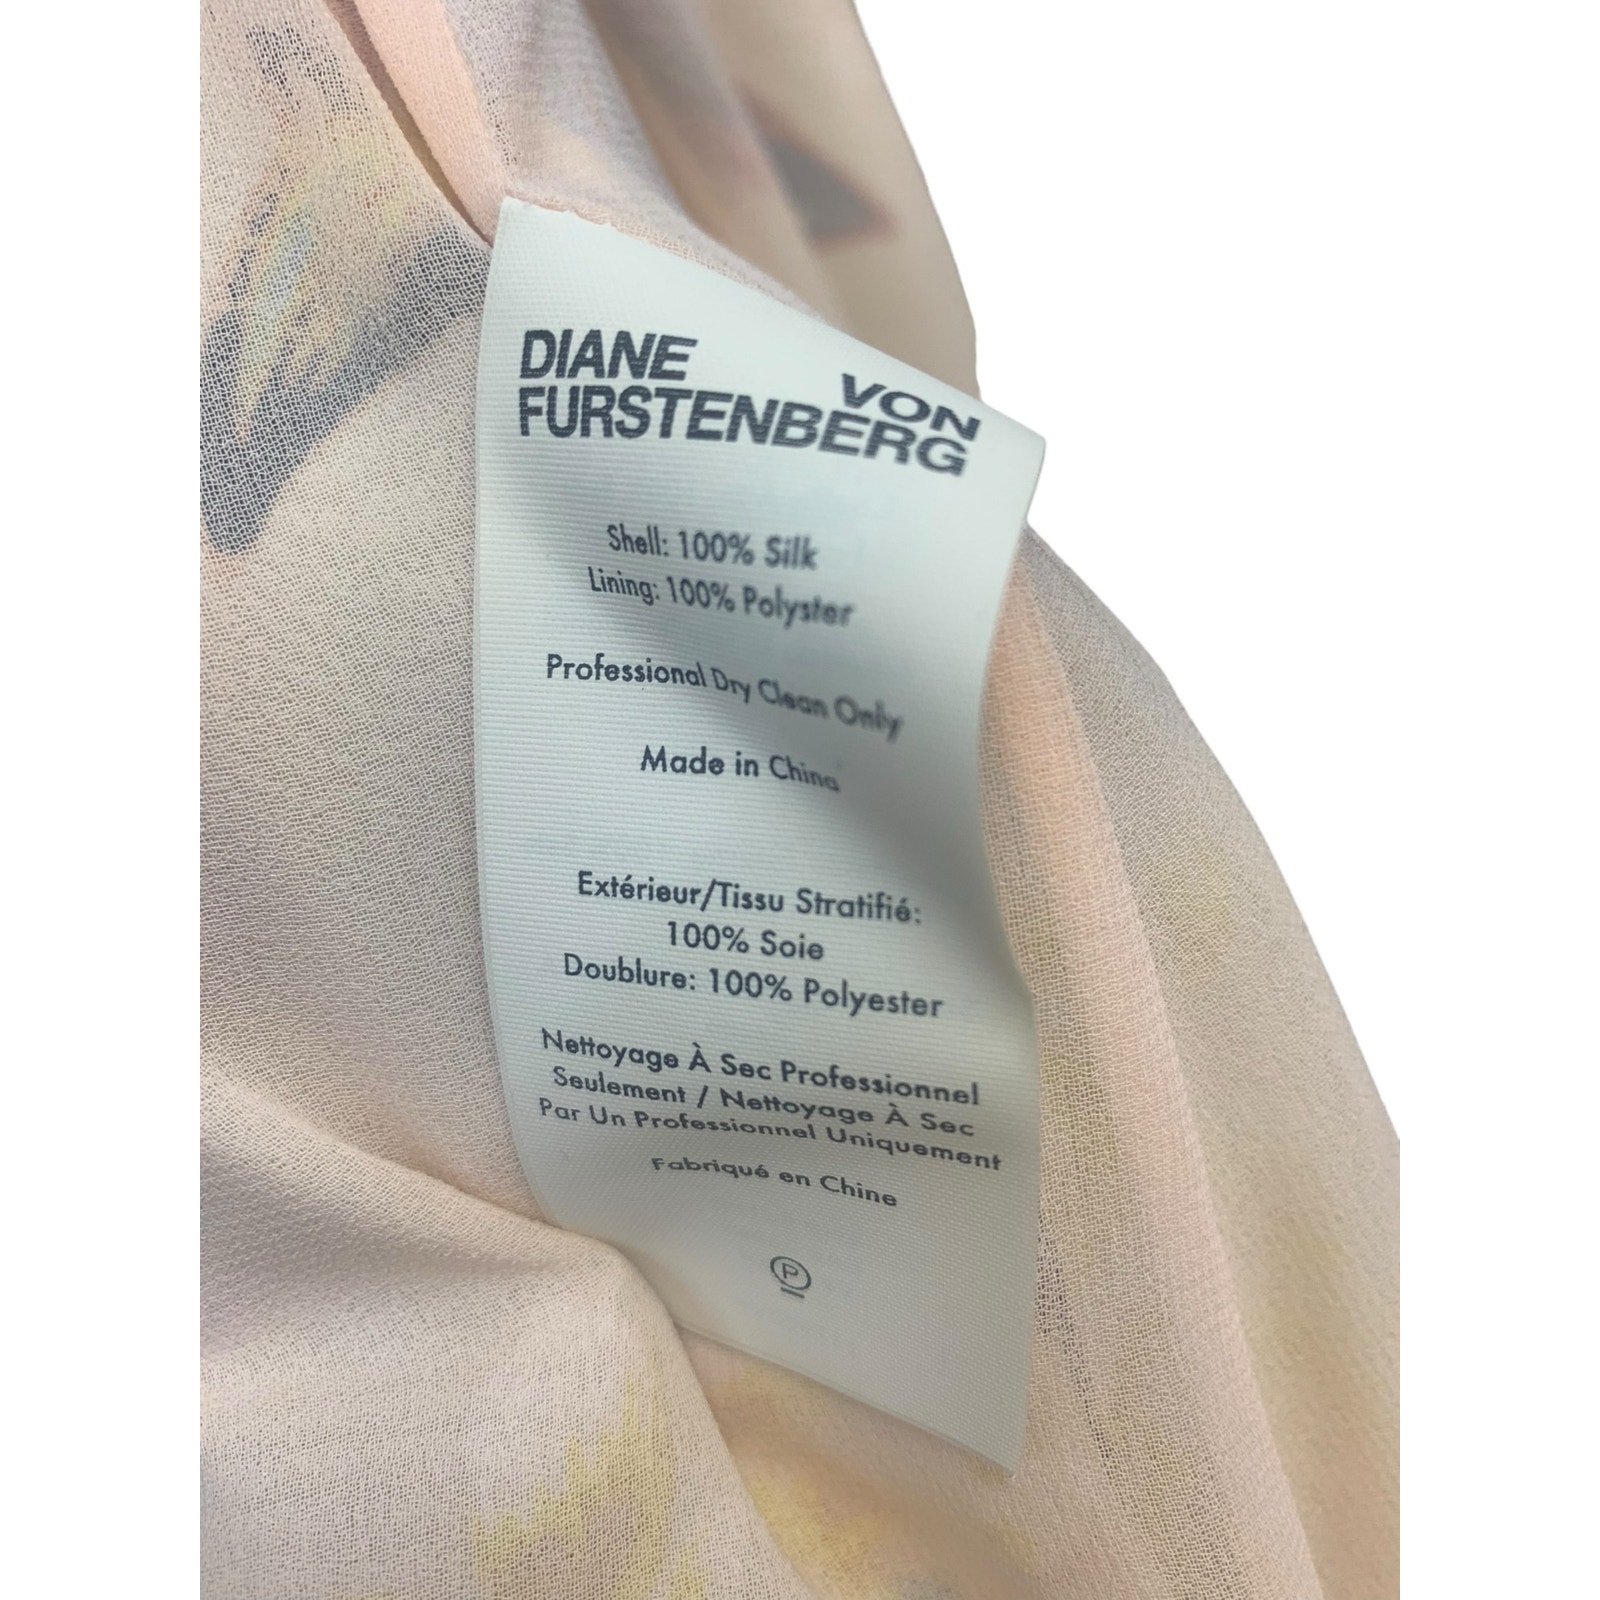 DIANE VON
FURSTENBERG
Shell: 100% Silk
Lining: 100% Polyster
Professional Dry Clean Only
Made in China
Extérieur/Tissu Stratifié:
100% Soie
Doublure: 100% Polyester
Nettoyage À Sec Professionnel
Seulement / Nettoyage À Sec
Par Un Professionnel Uniquement
Fabriqué en Chine
P